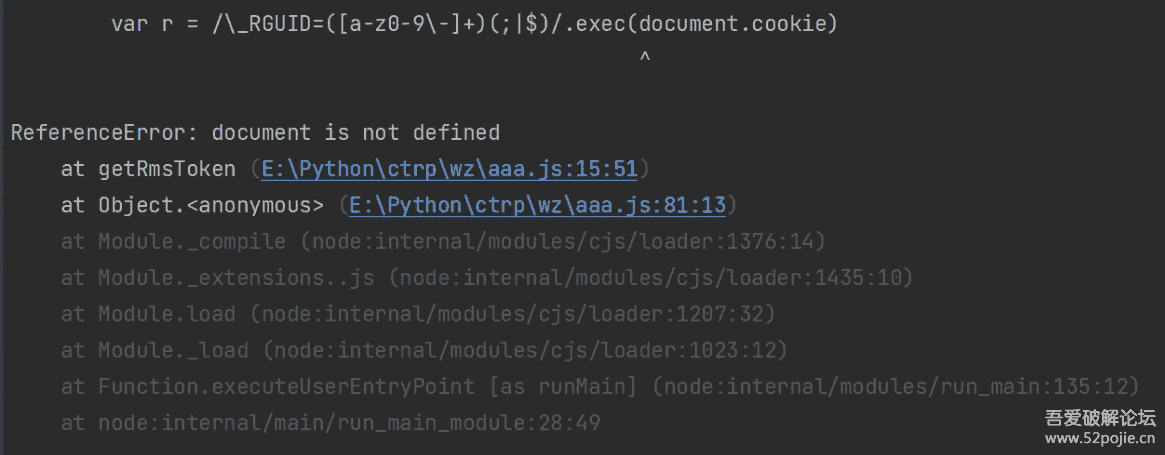 var r = /\_RGUID=([a-z0-9\-]+)(;|$)/.exec(document.cookie)
^
ReferenceError: document is not defined
at getRmsToken (E:\Python\ctrp\wz\aaa.js:15:51)
at Object.<anonymous> (E:\Python\ctrp\wz\aaa.js:81:13)
at Module._compile (node:internal/modules/cjs/loader:1376:14)
at Module._extensions..js (node:internal/modules/cjs/loader:1435:10)
at Module.load (node:internal/modules/cjs/loader:1207:32)
at Module._load (node:internal/modules/cjs/loader:1023:12)
at Function.executeUserEntryPoint [as runMain] (node:internal/modules/run_main:135:12)
at node:internal/main/run_main_module:28:49
吾爱破解论坛
www.52pojie.cn